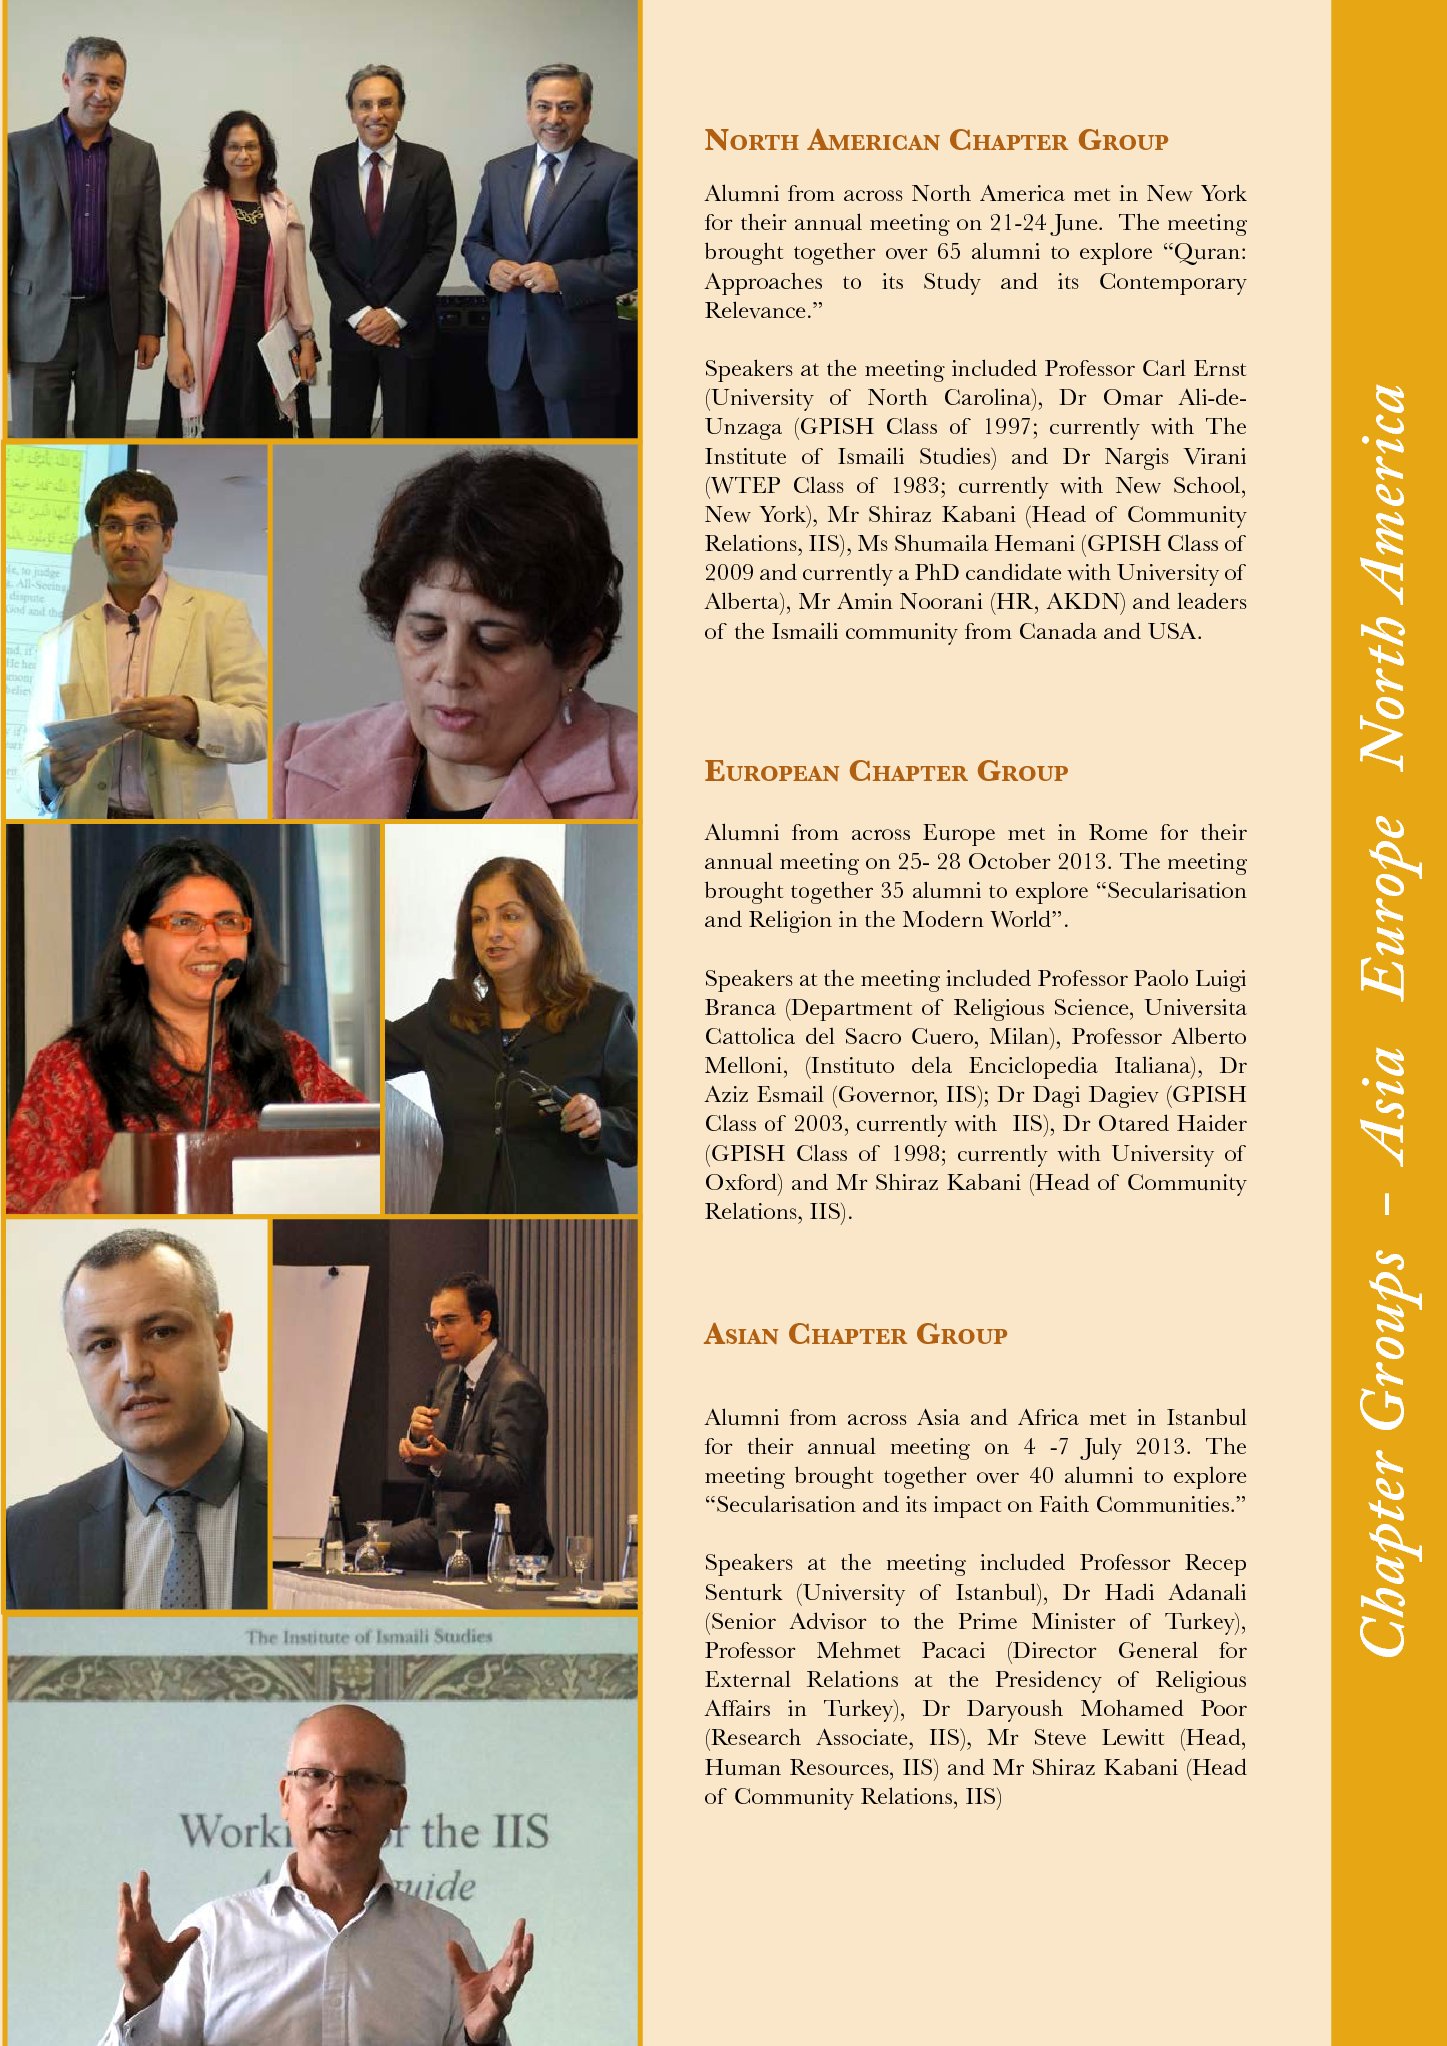 NORTH AMERICAN CHAPTER GROUP
Alumni from across North America met in New York
for their annual meeting on 21-24 June. The meeting
brought together over 65 alumni to explore “Quran:
Approaches to its Study and its Contemporary
Relevance.”
Speakers at the meeting included Professor Carl Ernst
(University of North Carolina), Dr Omar Ali-de-
Unzaga (GPISH Class of 1997; currently with The
Institute of Ismaili Studies) and Dr Nargis Virani
(WTEP Class of 1983; currently with New School,
New York), Mr Shiraz Kabani (Head of Community
Relations, IIS), Ms Shumaila Hemani (GPISH Class of
2009 and currently a PhD candidate with University of
Alberta), Mr Amin Noorani (HR, AKDN) and leaders
of the Ismaili community from Canada and USA.
EUROPEAN CHAPTER GROUP
Alumni from across Europe met in Rome for their
annual meeting on 25- 28 October 2013. The meeting
brought together 35 alumni to explore “Secularisation
and Religion in the Modern World”.
Speakers at the meeting included Professor Paolo Luigi
Branca (Department of Religious Science, Universita
Cattolica del Sacro Cuero, Milan), Professor Alberto
Melloni, (Instituto dela Enciclopedia Italiana), Dr
Aziz Esmail (Governor, IIS); Dr Dagi Dagiev (GPISH
Class of 2003, currently with IIS), Dr Otared Haider
(GPISH Class of 1998; currently with University of
Oxford) and Mr Shiraz Kabani (Head of Community
Relations, IIS).
ASIAN CHAPTER GROUP
Alumni from across Asia and Africa met in Istanbul
for their annual meeting on 4 -7 July 2013. The
meeting brought together over 40 alumni to explore
“Secularisation and its impact on Faith Communities.”
Speakers at the meeting included Professor Recep
Senturk (University of Istanbul), Dr Hadi Adanali
(Senior Advisor to the Prime Minister of Turkey),
Professor Mehmet Pacaci (Director General for
External Relations at the Presidency of Religious
Affairs in Turkey), Dr Daryoush Mohamed Poor
(Research Associate, IIS), Mr Steve Lewitt (Head,
Human Resources, IIS) and Mr Shiraz Kabani (Head
of Community Relations, IIS)
Chapter Groups – Asia Europe North America
to judge
All-Seeing
dispute
God and the
The Institute of Ismaili Studies
the IIS